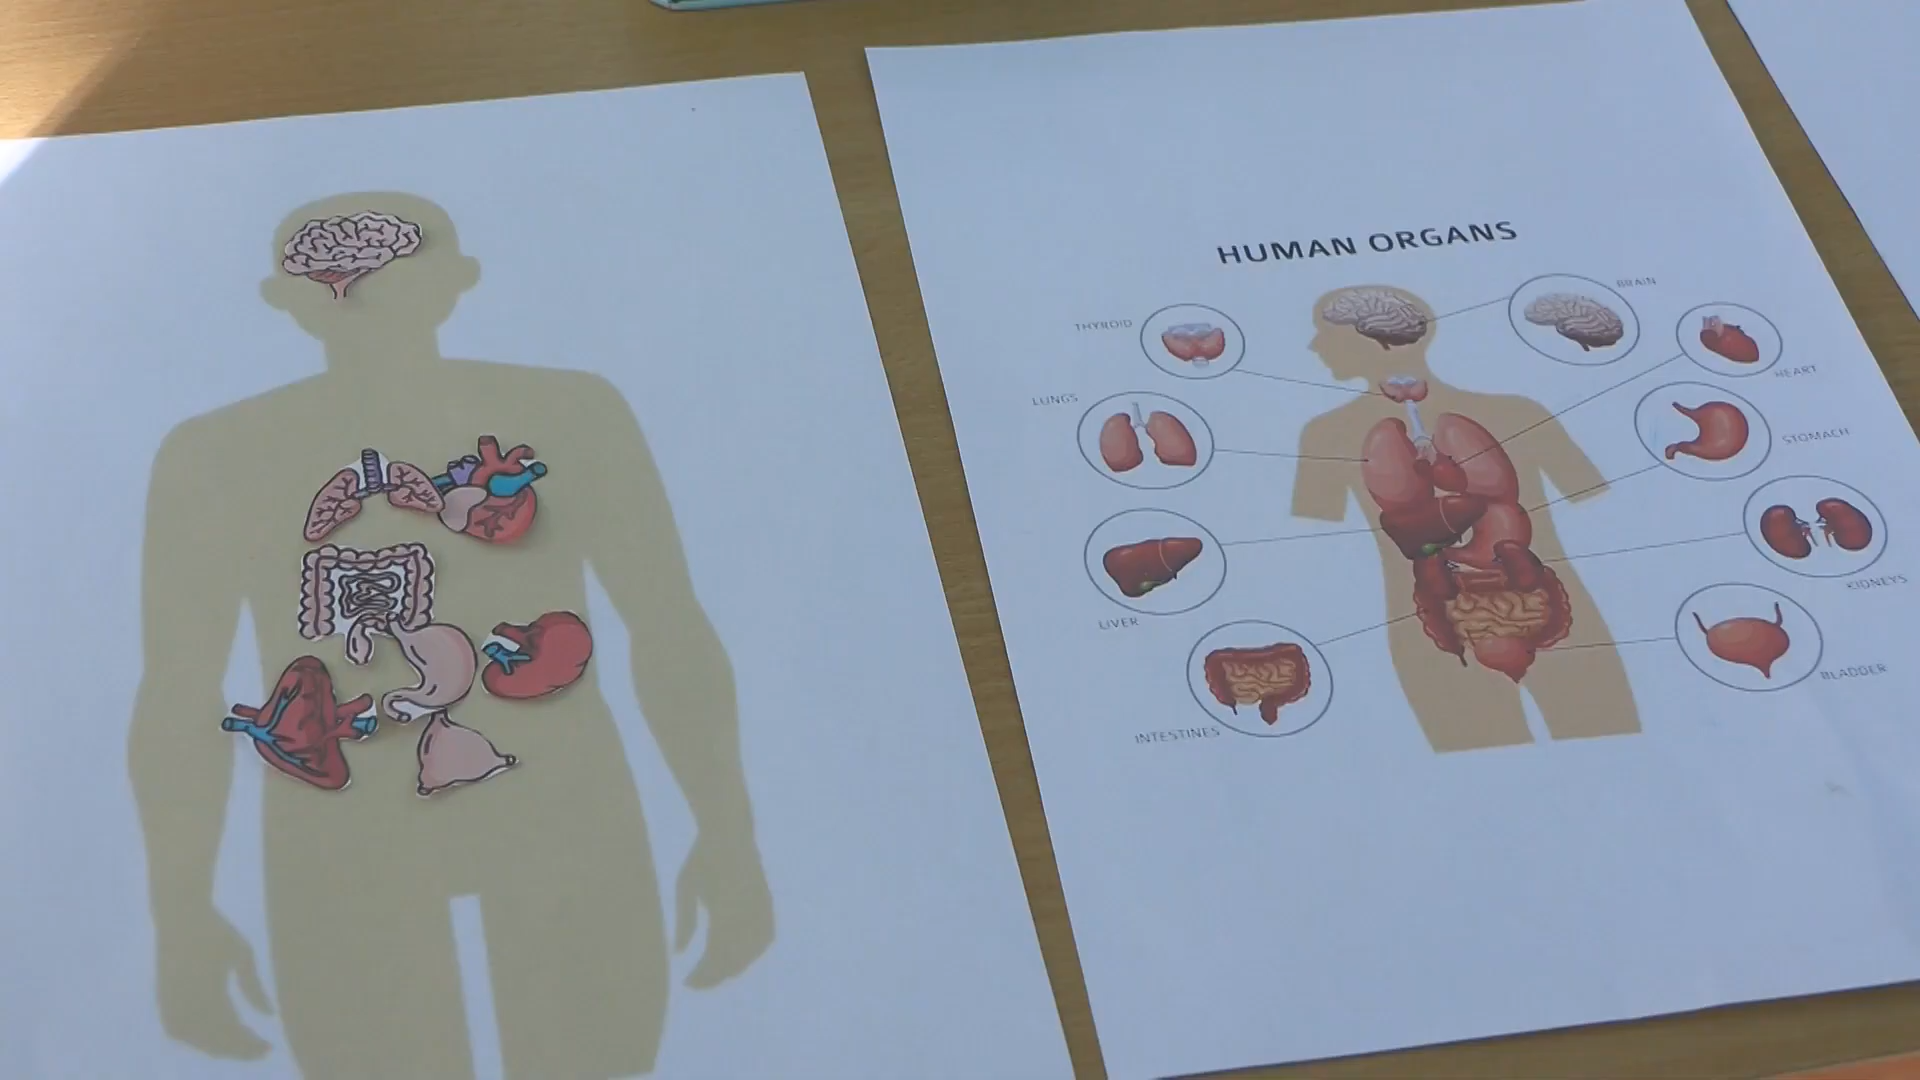 HUMAN ORGANS
BRAIN
THYROID
HEART
LUNGS
STOMACH
KIDNEYS
LIVER
BLADDER
INTESTINES